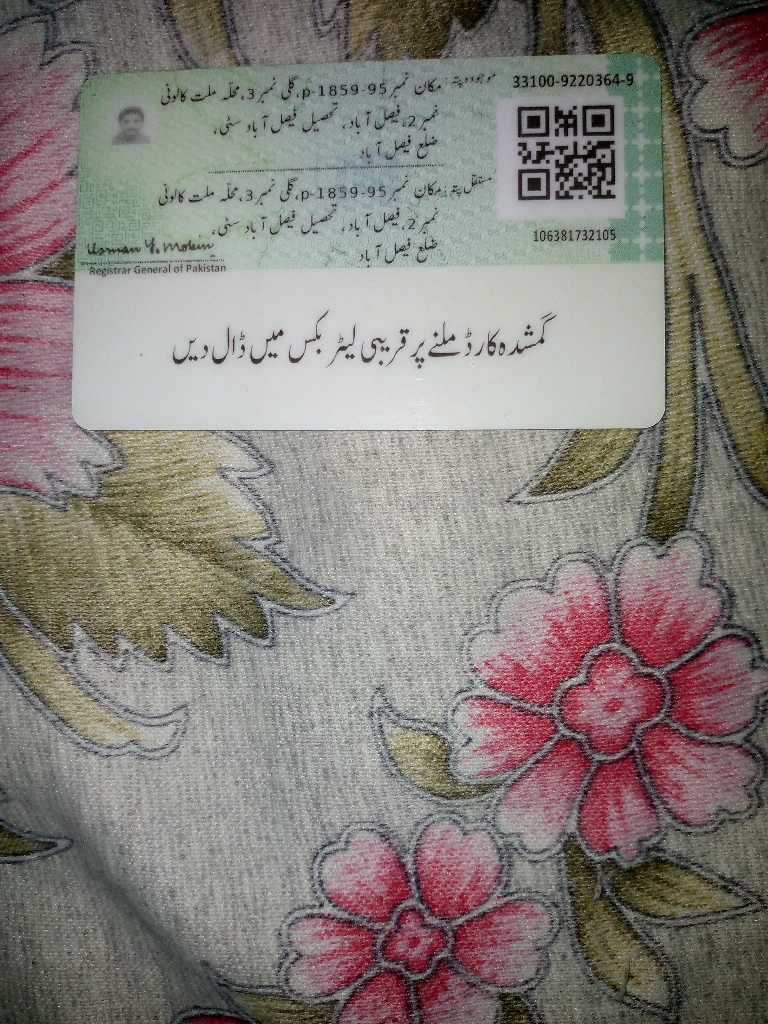 موجودہ پتہ: مکان نمبر p-1859-95، گلی نمبر 3، محلہ ملت کالونی
نمبر 2، فیصل آباد، تحصیل فیصل آباد سٹی،
ضلع فیصل آباد
33100-9220364-9
مستقل پتہ: مکان نمبر p-1859-95، گلی نمبر 3، محلہ ملت کالونی
نمبر 2، فیصل آباد، تحصیل فیصل آباد سٹی،
ضلع فیصل آباد
106381732105
Usman Y. Mobin
Registrar General of Pakistan
گمشدہ کارڈ ملنے پر قریبی لیٹر بکس میں ڈال دیں